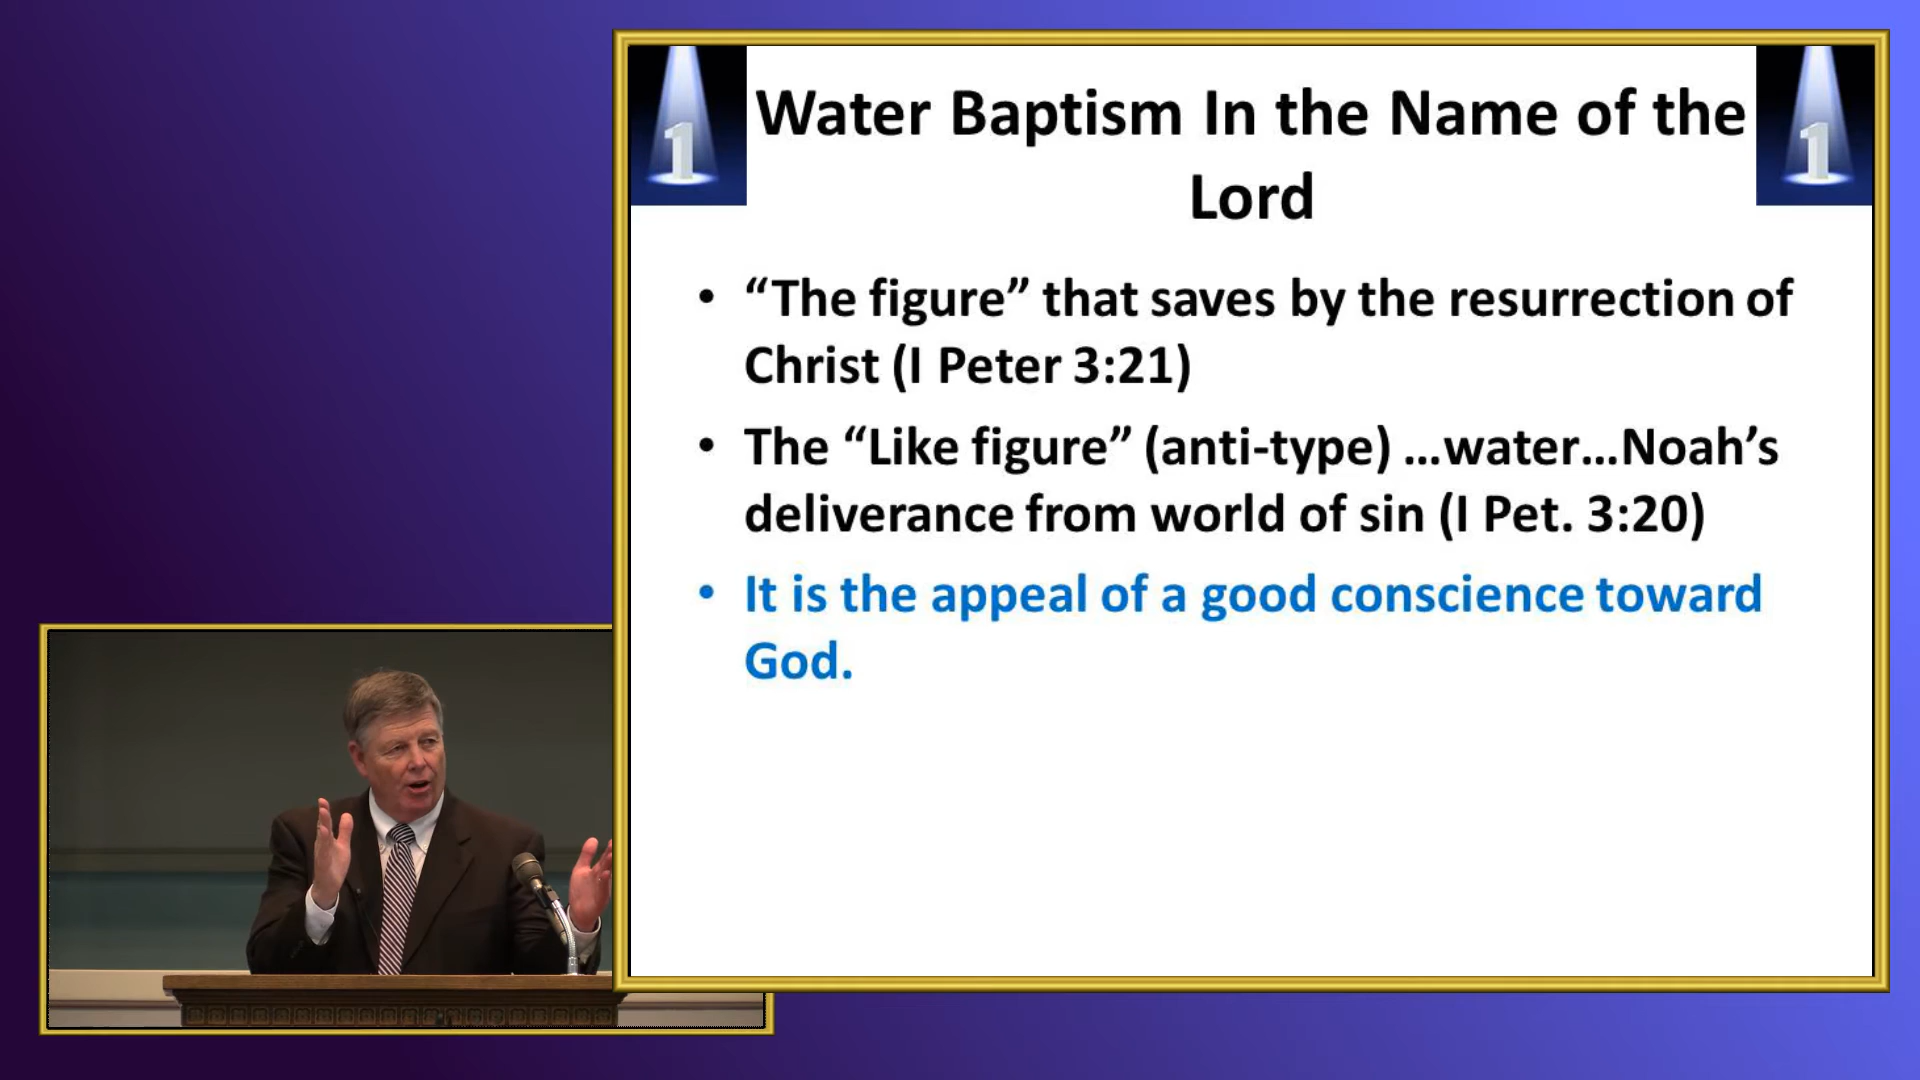 1
1
Water Baptism In the Name of the
Lord
• “The figure” that saves by the resurrection of
Christ (I Peter 3:21)
• The “Like figure” (anti-type) …water…Noah’s
deliverance from world of sin (I Pet. 3:20)
• It is the appeal of a good conscience toward
God.